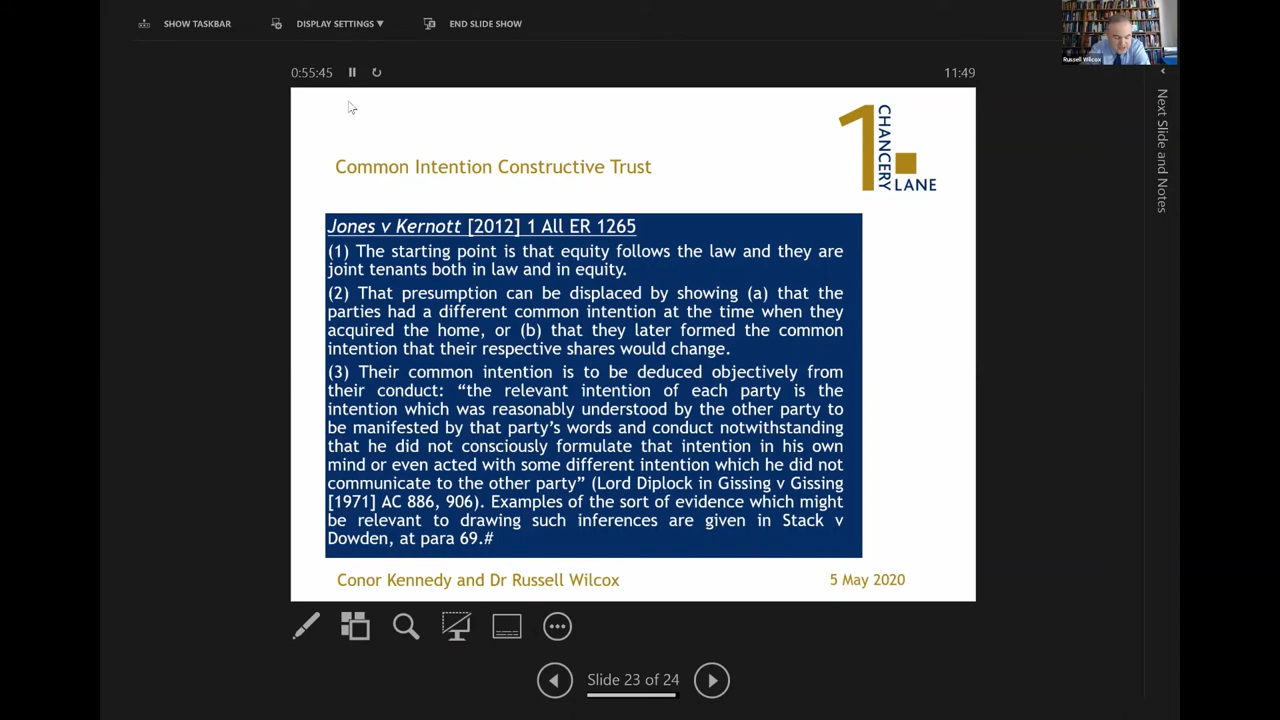 SHOW TASKBAR
DISPLAY SETTINGS ▼
END SLIDE SHOW
Russell Wilcox
0:55:45
11:49
Next Slide and Notes
1 CHANCERY LANE
Common Intention Constructive Trust
Jones v Kernott [2012] 1 All ER 1265
(1) The starting point is that equity follows the law and they are
joint tenants both in law and in equity.
(2) That presumption can be displaced by showing (a) that the
parties had a different common intention at the time when they
acquired the home, or (b) that they later formed the common
intention that their respective shares would change.
(3) Their common intention is to be deduced objectively from
their conduct: “the relevant intention of each party is the
intention which was reasonably understood by the other party to
be manifested by that party’s words and conduct notwithstanding
that he did not consciously formulate that intention in his own
mind or even acted with some different intention which he did not
communicate to the other party” (Lord Diplock in Gissing v Gissing
[1971] AC 886, 906). Examples of the sort of evidence which might
be relevant to drawing such inferences are given in Stack v
Dowden, at para 69.#
Conor Kennedy and Dr Russell Wilcox
5 May 2020
Slide 23 of 24